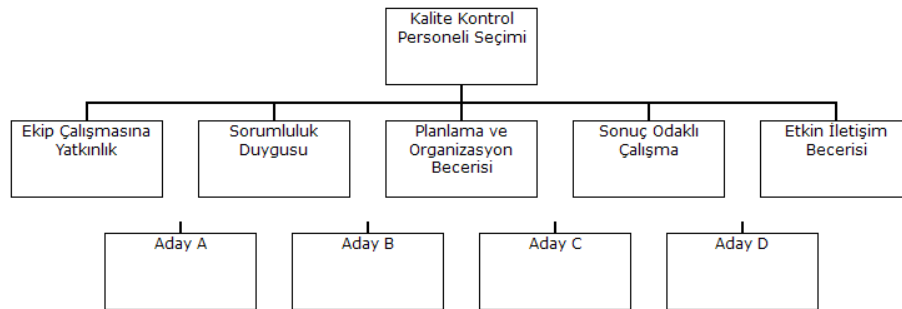 Kalite Kontrol
Personeli Seçimi
Ekip Çalışmasına
Yatkınlık
Sorumluluk
Duygusu
Planlama ve
Organizasyon
Becerisi
Sonuç Odaklı
Çalışma
Etkin İletişim
Becerisi
Aday A
Aday B
Aday C
Aday D